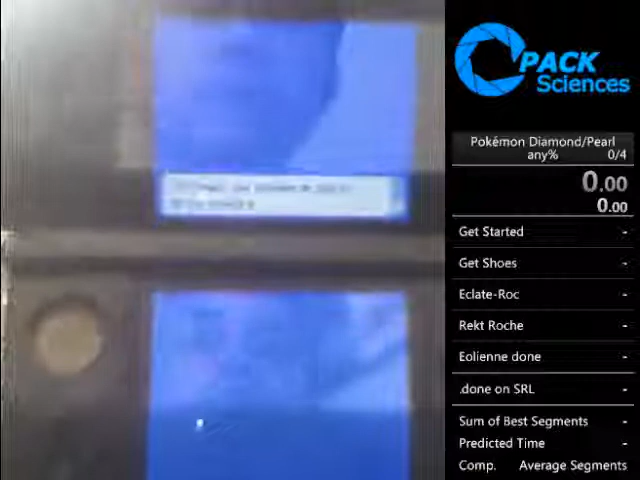 PACK
Sciences
Pokémon Diamond/Pearl
any% 0/4
0.00
0.00
Get Started -
Get Shoes -
Eclate-Roc -
Rekt Roche -
Eolienne done -
.done on SRL -
Sum of Best Segments -
Predicted Time -
Comp. Average Segments